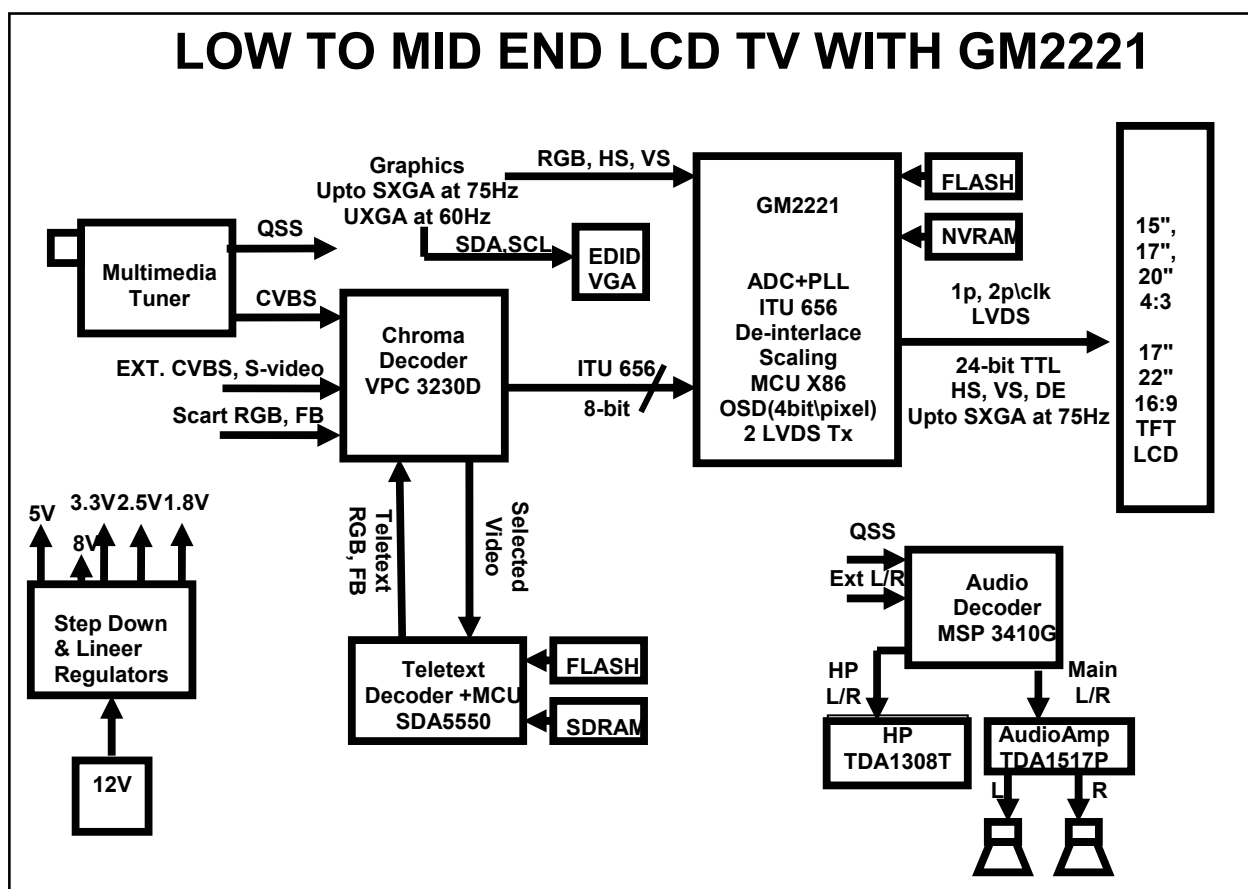 LOW TO MID END LCD TV WITH GM2221
Graphics
Upto SXGA at 75Hz
UXGA at 60Hz
RGB, HS, VS
SDA,SCL
EDID
VGA
QSS
Multimedia
Tuner
CVBS
EXT. CVBS, S-video
Scart RGB, FB
Chroma
Decoder
VPC 3230D
ITU 656
8-bit
GM2221
ADC+PLL
ITU 656
De-interlace
Scaling
MCU X86
OSD(4bit\pixel)
2 LVDS Tx
FLASH
NVRAM
1p, 2p\clk
LVDS
24-bit TTL
HS, VS, DE
Upto SXGA at 75Hz
15",
17",
20"
4:3
17"
22"
16:9
TFT
LCD
Teletext
RGB, FB
Selected
Video
Teletext
Decoder +MCU
SDA5550
FLASH
SDRAM
5V
8V
3.3V
2.5V
1.8V
Step Down
& Lineer
Regulators
12V
QSS
Ext L/R
Audio
Decoder
MSP 3410G
HP
L/R
Main
L/R
HP
TDA1308T
AudioAmp
TDA1517P
L
R